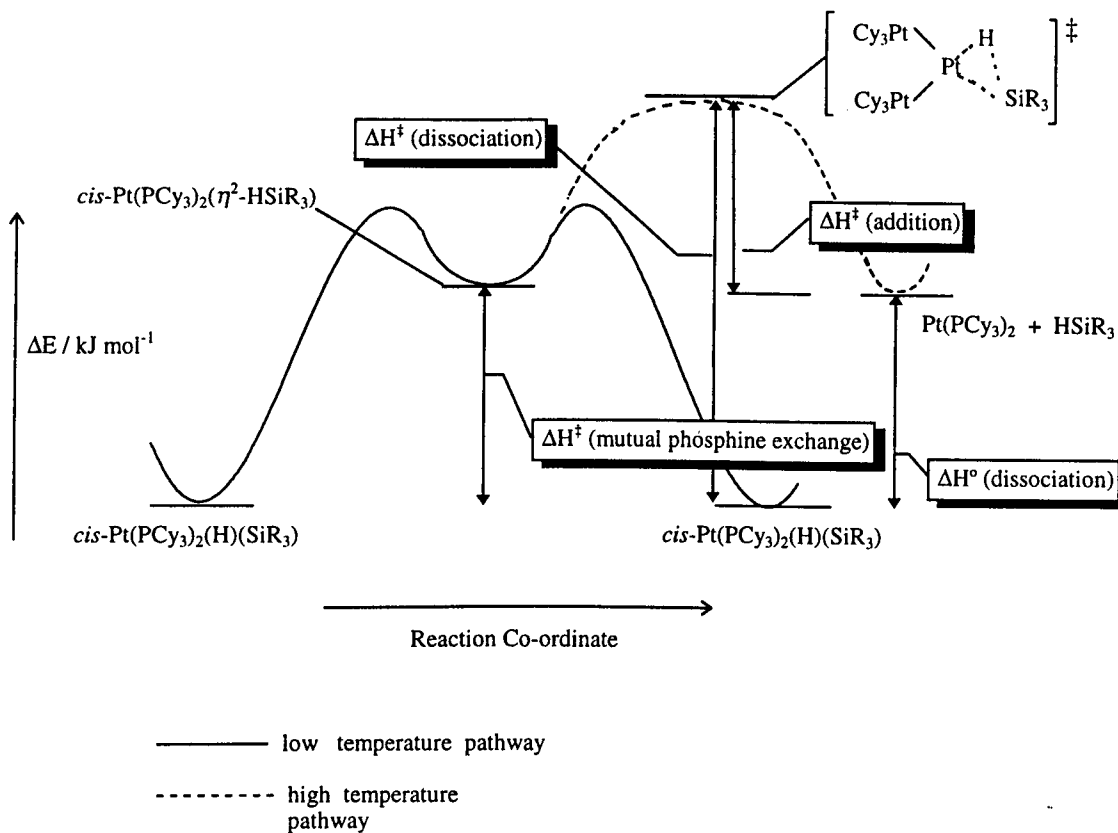 ‡
Cy₃Pt
H
Pt
Cy₃Pt
SiR₃
ΔH‡ (dissociation)
cis-Pt(PCy₃)₂(η²-HSiR₃)
ΔH‡ (addition)
Pt(PCy₃)₂ + HSiR₃
ΔE / kJ mol⁻¹
ΔH‡ (mutual phosphine exchange)
ΔH° (dissociation)
cis-Pt(PCy₃)₂(H)(SiR₃)
cis-Pt(PCy₃)₂(H)(SiR₃)
Reaction Co-ordinate
low temperature pathway
high temperature
pathway